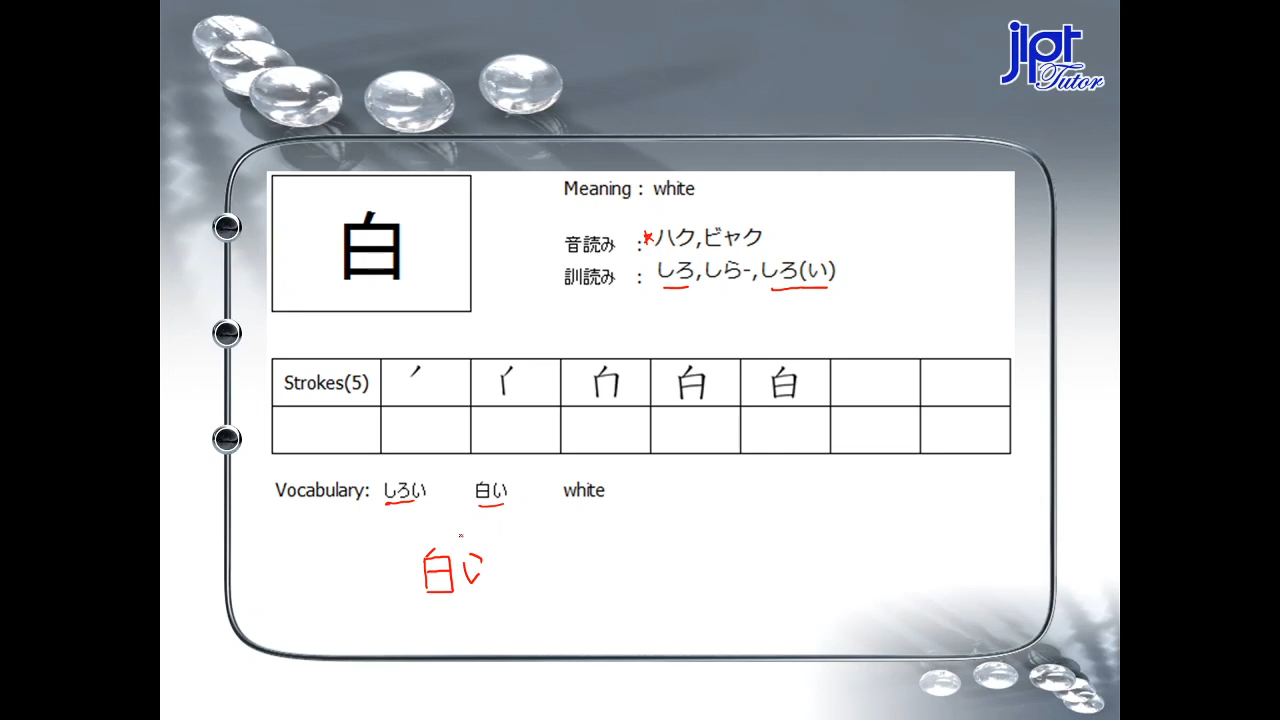 jlpt
Tutor
白
Meaning : white
音読み : *ハク,ビャク
訓読み : しろ,しら-,しろ(い)
Strokes(5) 白
Vocabulary: しろい 白い white
白い